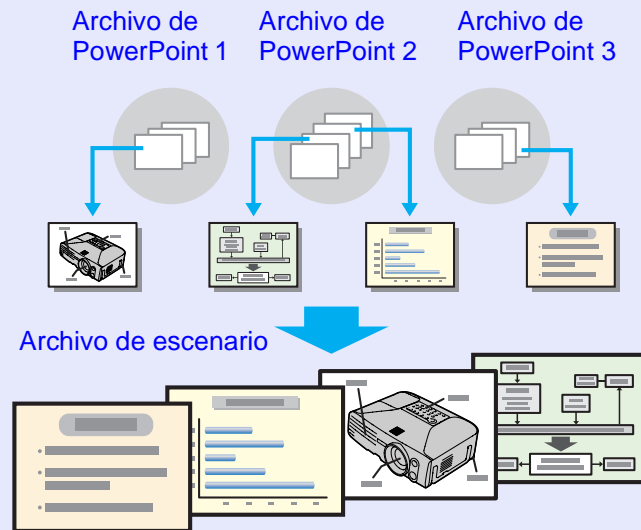 Archivo de
PowerPoint 1
Archivo de
PowerPoint 2
Archivo de
PowerPoint 3
Archivo de escenario